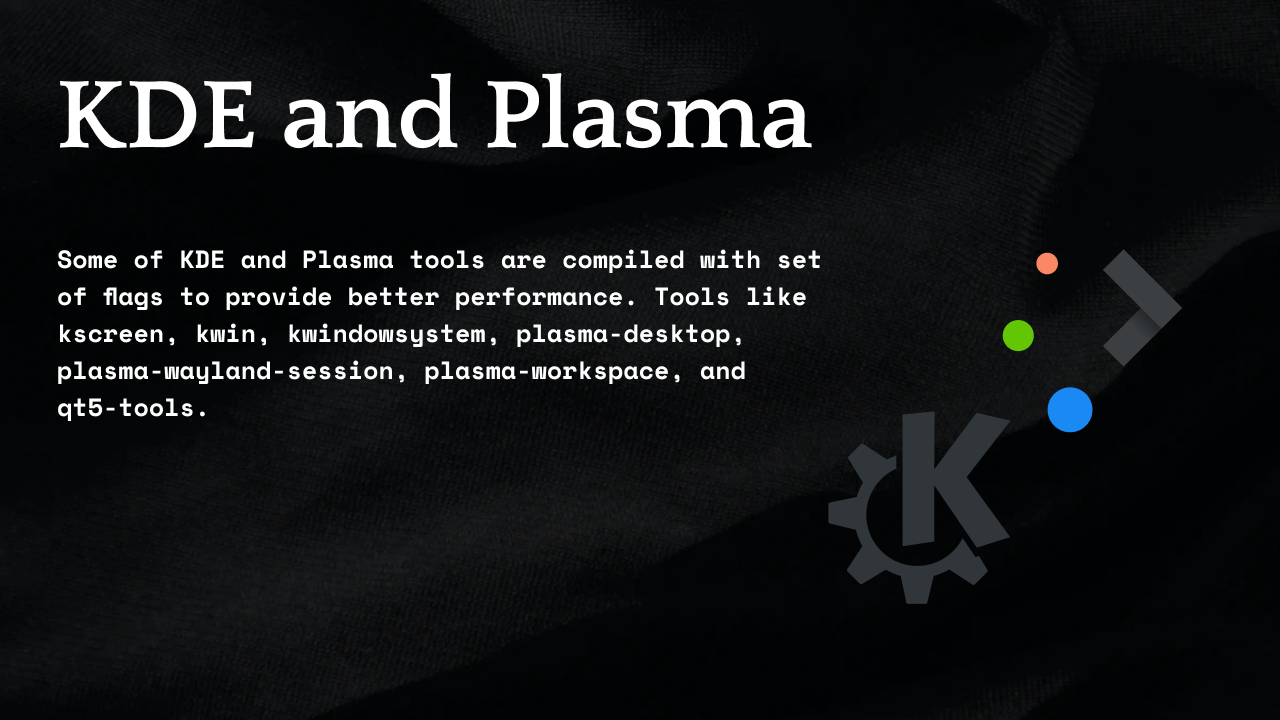 KDE and Plasma
Some of KDE and Plasma tools are compiled with set
of flags to provide better performance. Tools like
kscreen, kwin, kwindowsystem, plasma-desktop,
plasma-wayland-session, plasma-workspace, and
qt5-tools.
K